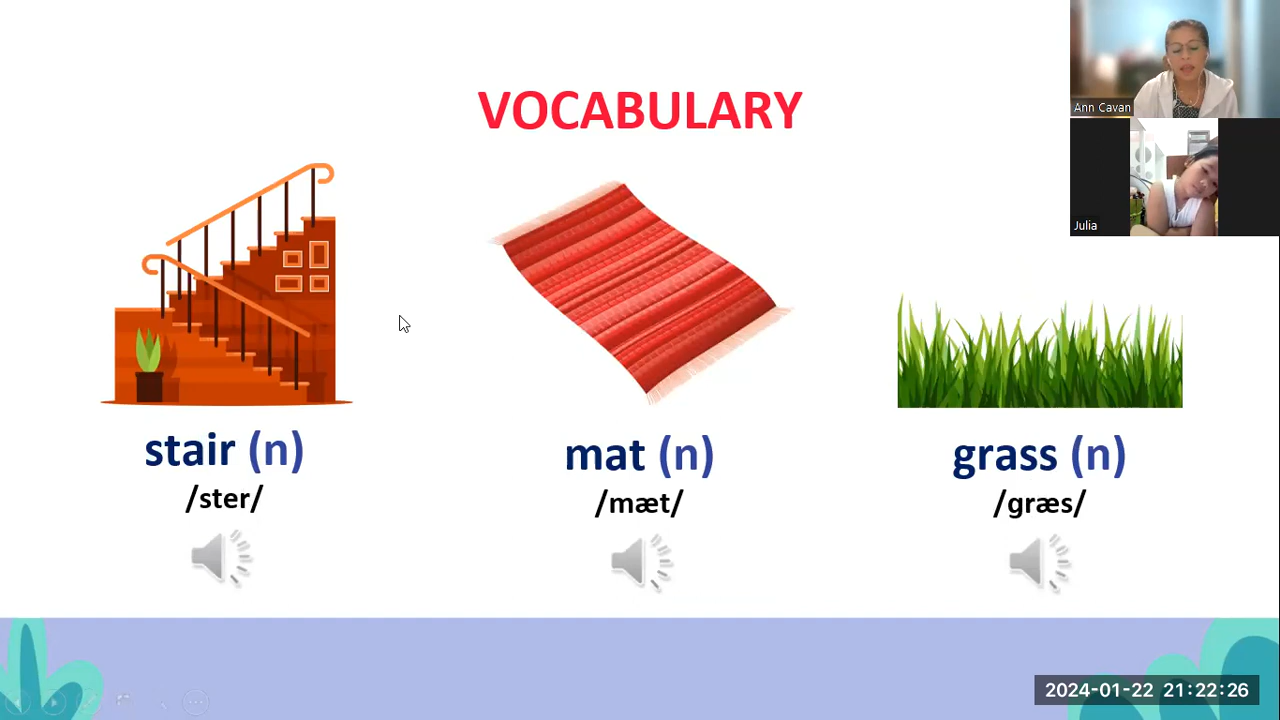 VOCABULARY
Ann Cavan
Julia
stair (n)
mat (n)
grass (n)
/ster/
/mæt/
/græs/
2024-01-22 21:22:26